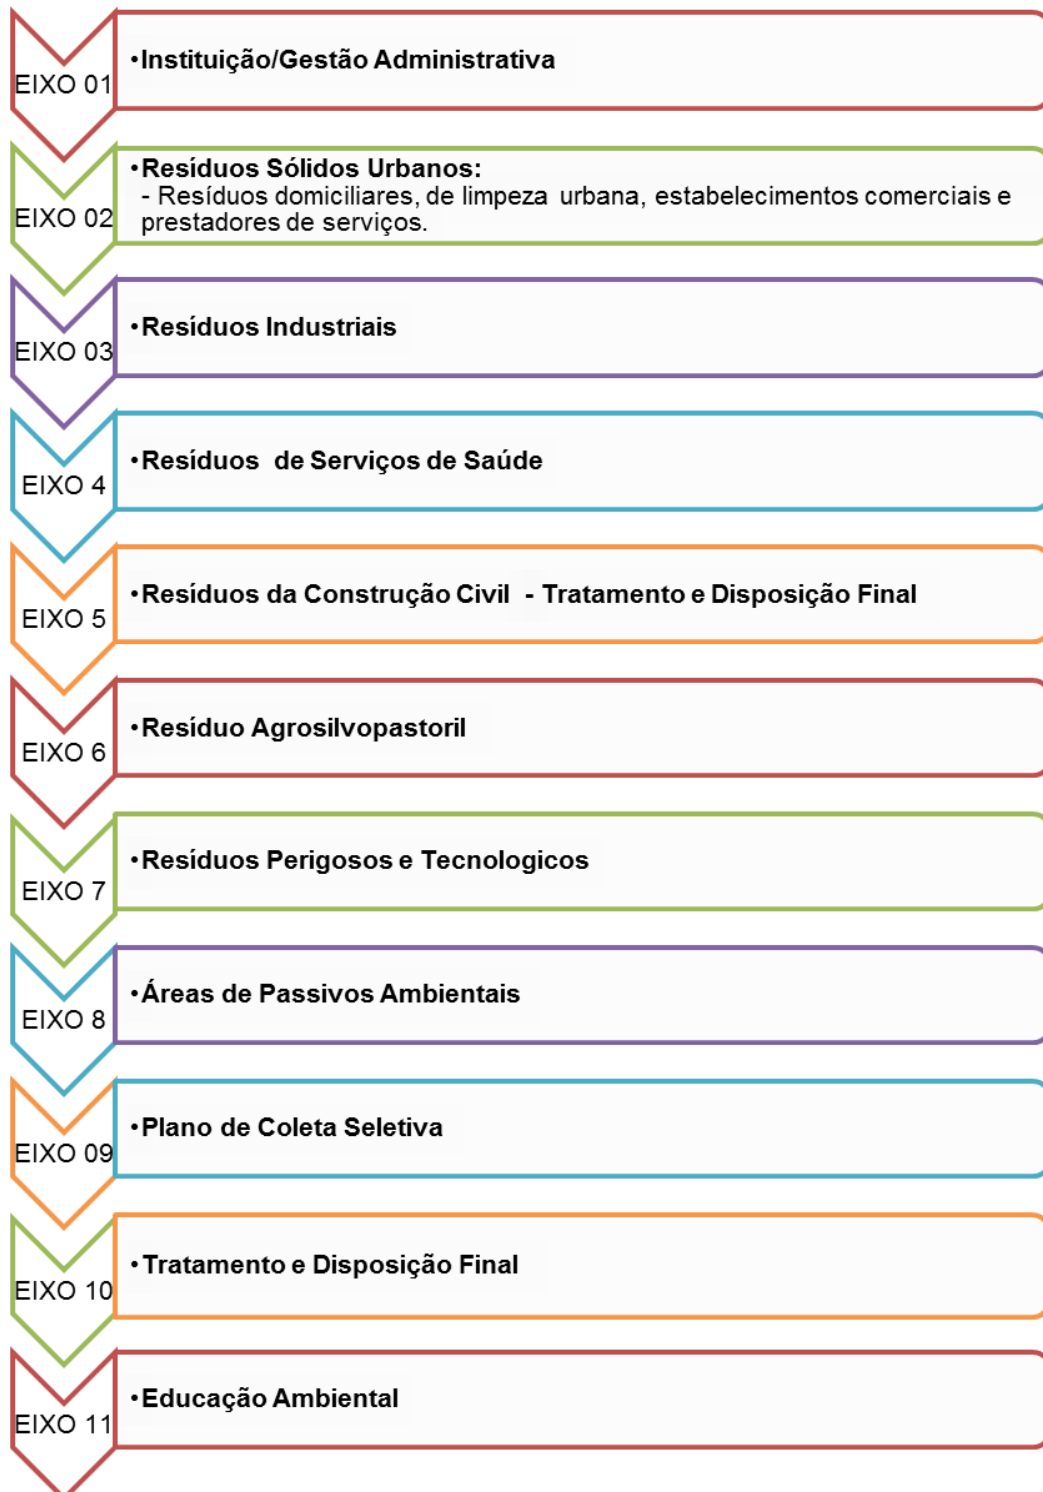 EIXO 01
•Instituição/Gestão Administrativa
EIXO 02
•Resíduos Sólidos Urbanos:
- Resíduos domiciliares, de limpeza urbana, estabelecimentos comerciais e
prestadores de serviços.
EIXO 03
•Resíduos Industriais
EIXO 4
•Resíduos de Serviços de Saúde
EIXO 5
•Resíduos da Construção Civil - Tratamento e Disposição Final
EIXO 6
•Resíduo Agrosilvopastoril
EIXO 7
•Resíduos Perigosos e Tecnologicos
EIXO 8
•Áreas de Passivos Ambientais
EIXO 09
•Plano de Coleta Seletiva
EIXO 10
•Tratamento e Disposição Final
EIXO 11
•Educação Ambiental